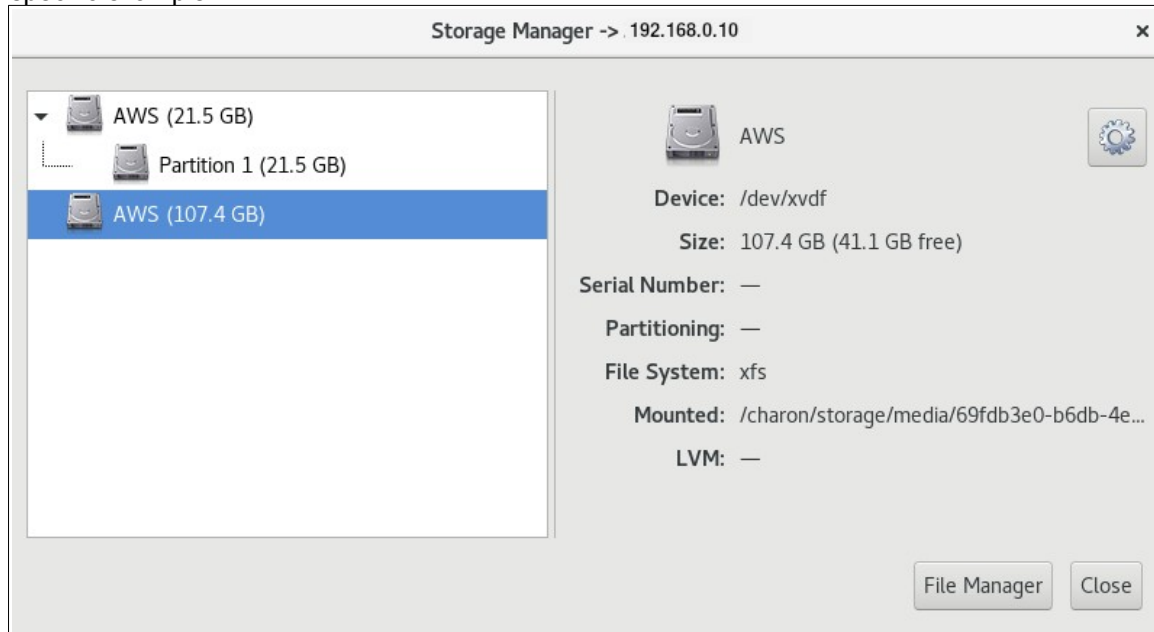 Storage Manager -> 192.168.0.10
×
AWS (21.5 GB)
Partition 1 (21.5 GB)
AWS (107.4 GB)
AWS
Device: /dev/xvdf
Size: 107.4 GB (41.1 GB free)
Serial Number: —
Partitioning: —
File System: xfs
Mounted: /charon/storage/media/69fdb3e0-b6db-4e...
LVM: —
File Manager
Close